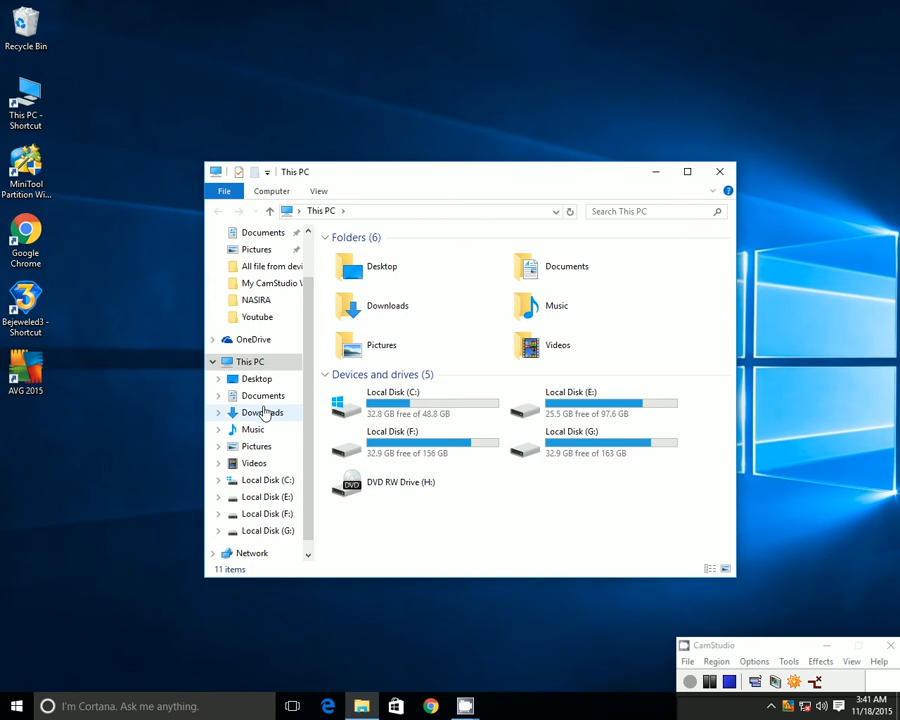 Recycle Bin
This PC -
Shortcut
MiniTool
Partition Wi...
Google
Chrome
Bejeweled3 -
Shortcut
AVG 2015
This PC
File
Computer
View
This PC
Search This PC
Documents
Pictures
All file from devi
My CamStudio V
NASIRA
Youtube
OneDrive
This PC
Desktop
Documents
Downloads
Music
Pictures
Videos
Local Disk (C:)
Local Disk (E:)
Local Disk (F:)
Local Disk (G:)
Network
Folders (6)
Desktop
Documents
Downloads
Music
Pictures
Videos
Devices and drives (5)
Local Disk (C:)
32.8 GB free of 48.8 GB
Local Disk (E:)
25.5 GB free of 97.6 GB
Local Disk (F:)
32.9 GB free of 156 GB
Local Disk (G:)
32.9 GB free of 163 GB
DVD
DVD RW Drive (H:)
11 items
CamStudio
File Region Options Tools Effects View Help
I'm Cortana. Ask me anything.
3:41 AM
11/18/2015